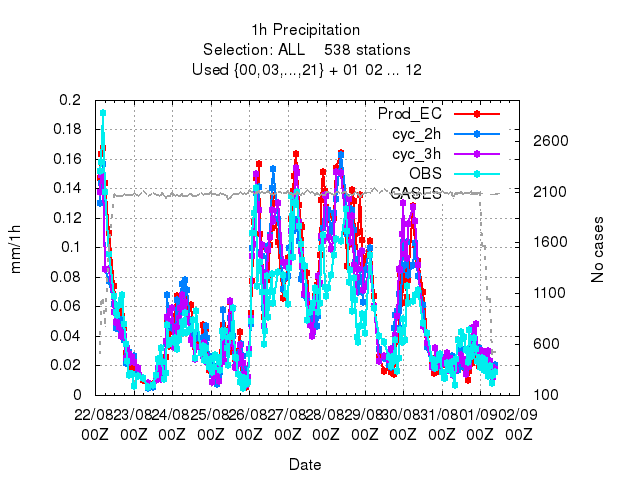 1h Precipitation
Selection: ALL    538 stations
Used {00,03,...,21} + 01 02 ... 12
Prod_EC
cyc_2h
cyc_3h
OBS
CASES
0.2
0.18
0.16
0.14
0.12
0.1
0.08
0.06
0.04
0.02
0
mm/1h
2600
2100
1600
1100
600
100
No cases
22/08 23/08 24/08 25/08 26/08 27/08 28/08 29/08 30/08 31/08 01/09 02/09
00Z 00Z 00Z 00Z 00Z 00Z 00Z 00Z 00Z 00Z 00Z 00Z
Date